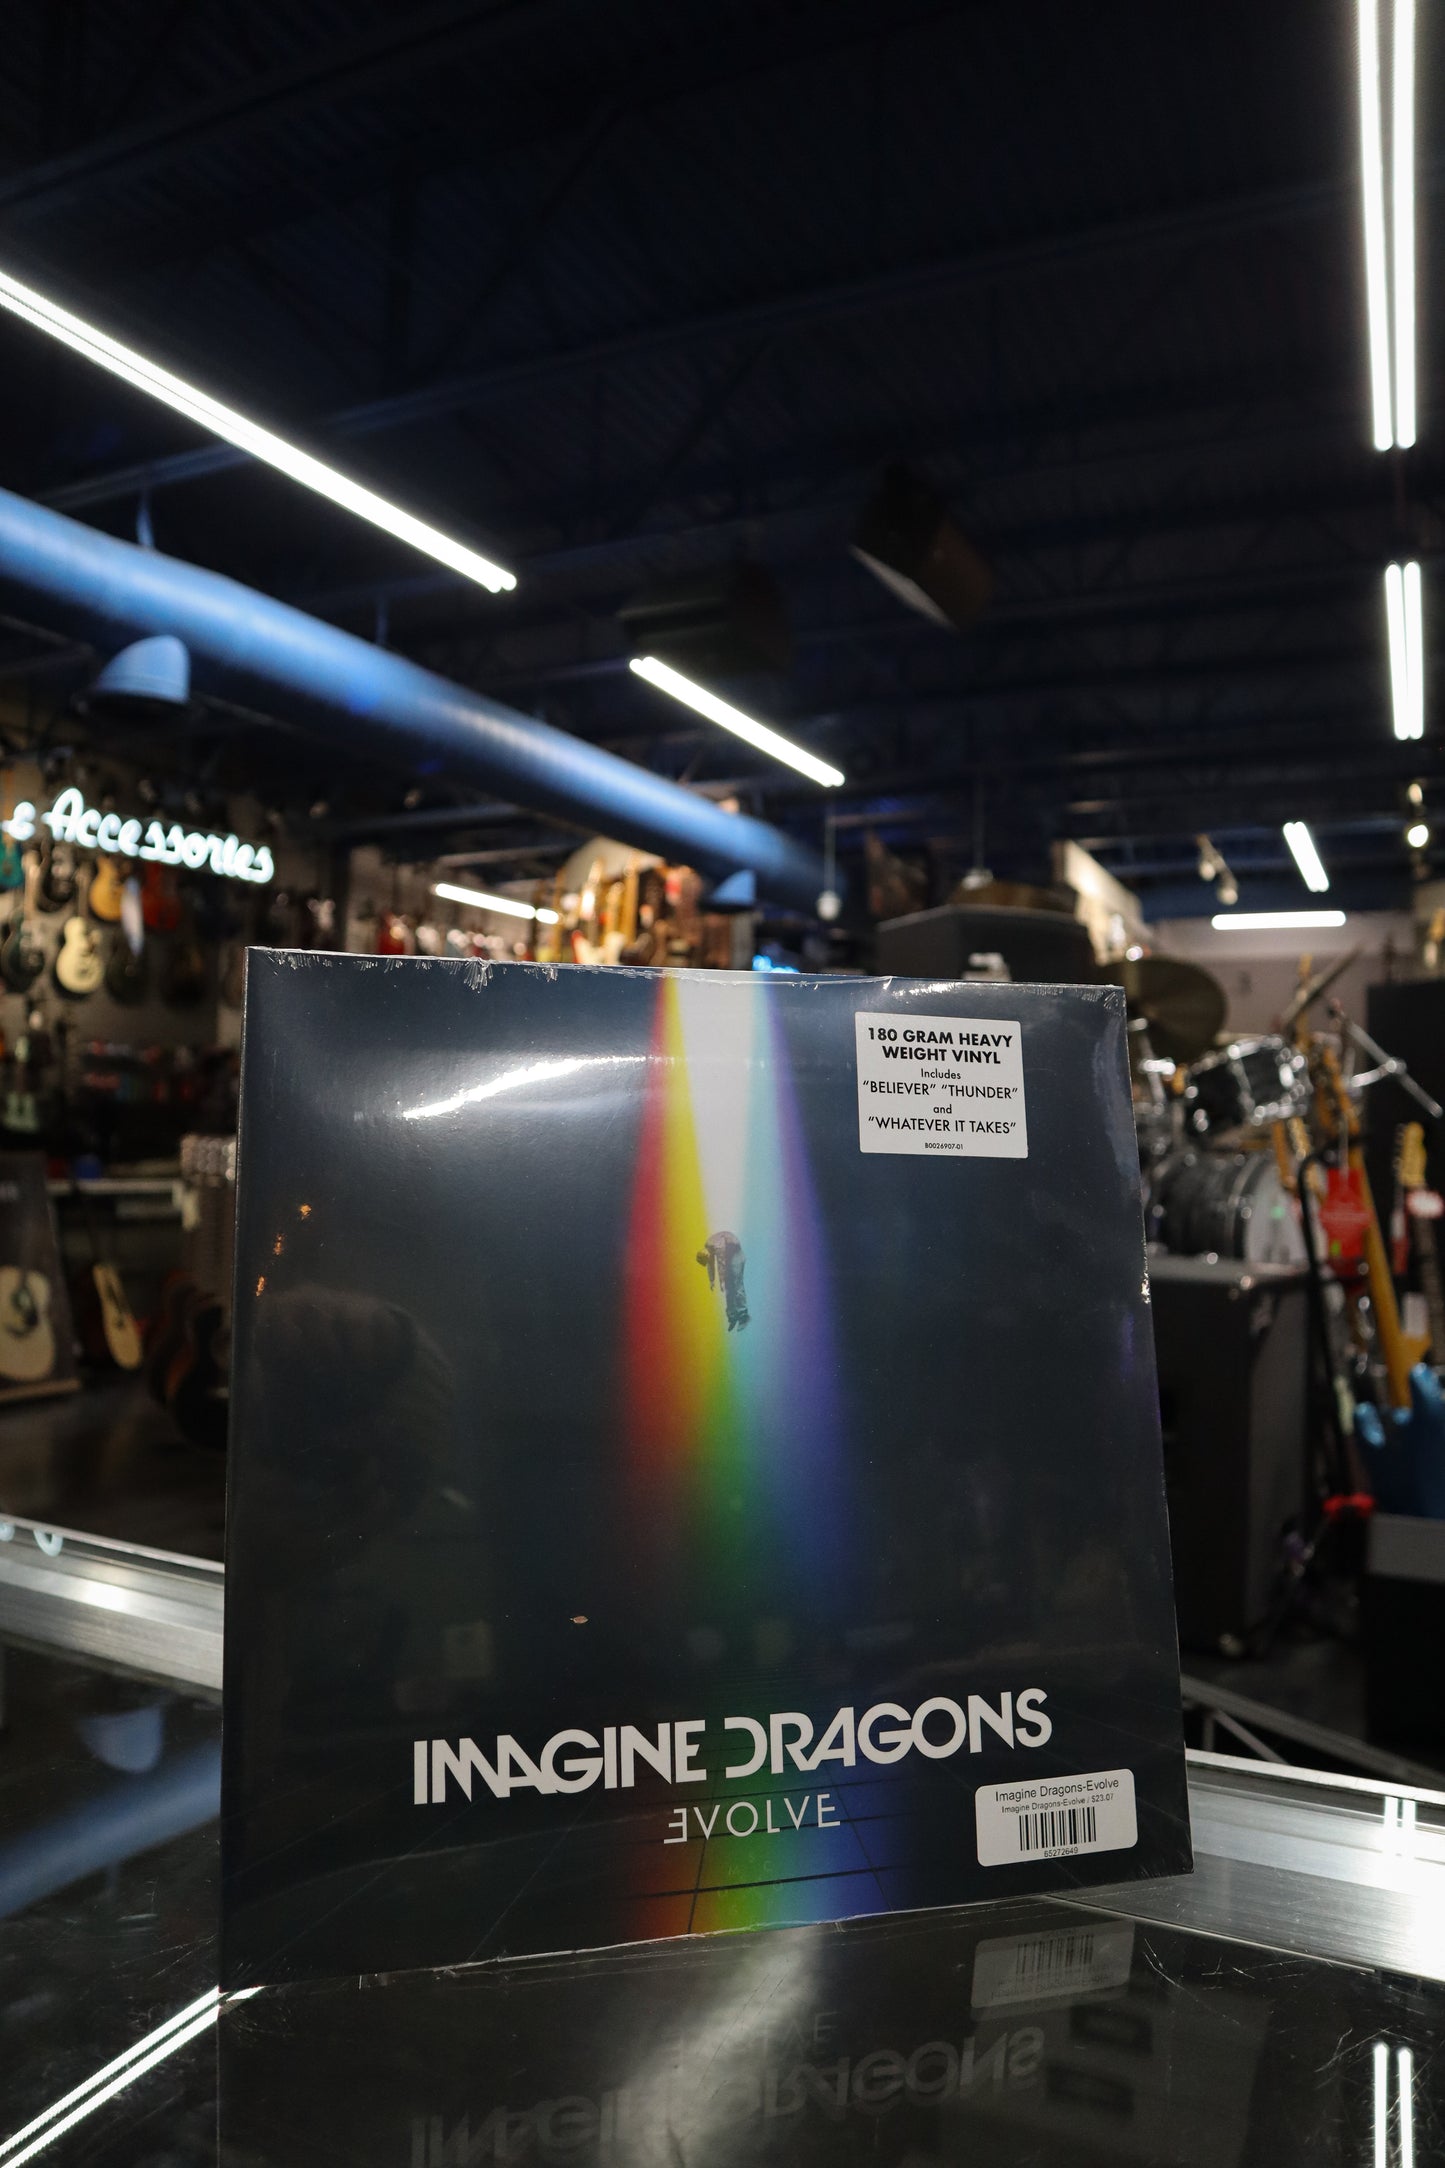 e Accessories
180 GRAM HEAVY
WEIGHT VINYL
Includes
“BELIEVER” “THUNDER”
and
“WHATEVER IT TAKES”
B0026907-01
IMAGINE DRAGONS
ƎVOLVE
Imagine Dragons-Evolve
Imagine Dragons-Evolve / $23.07
65272649